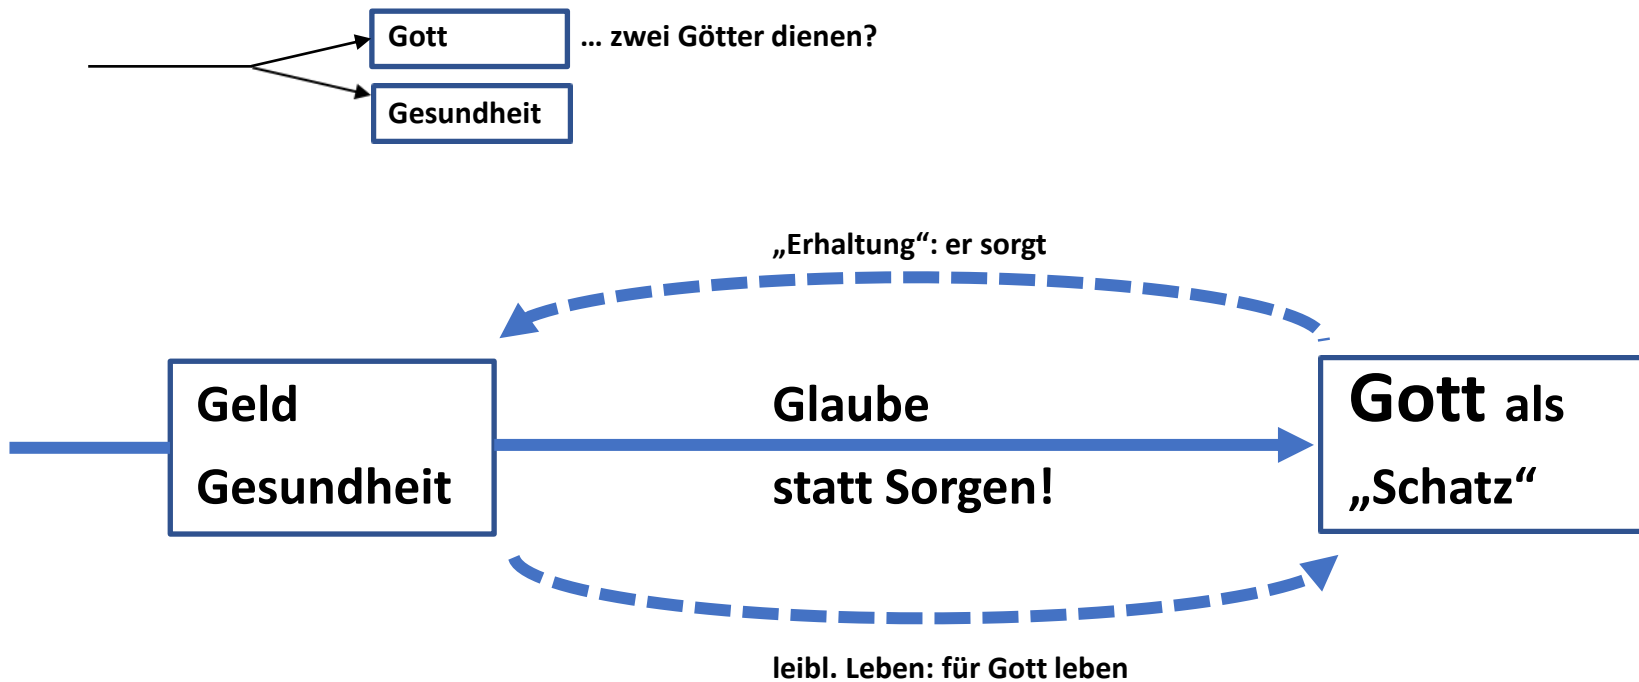 Gott
... zwei Götter dienen?
Gesundheit
„Erhaltung“: er sorgt
Geld
Gesundheit
Glaube
statt Sorgen!
Gott als
„Schatz“
leibl. Leben: für Gott leben